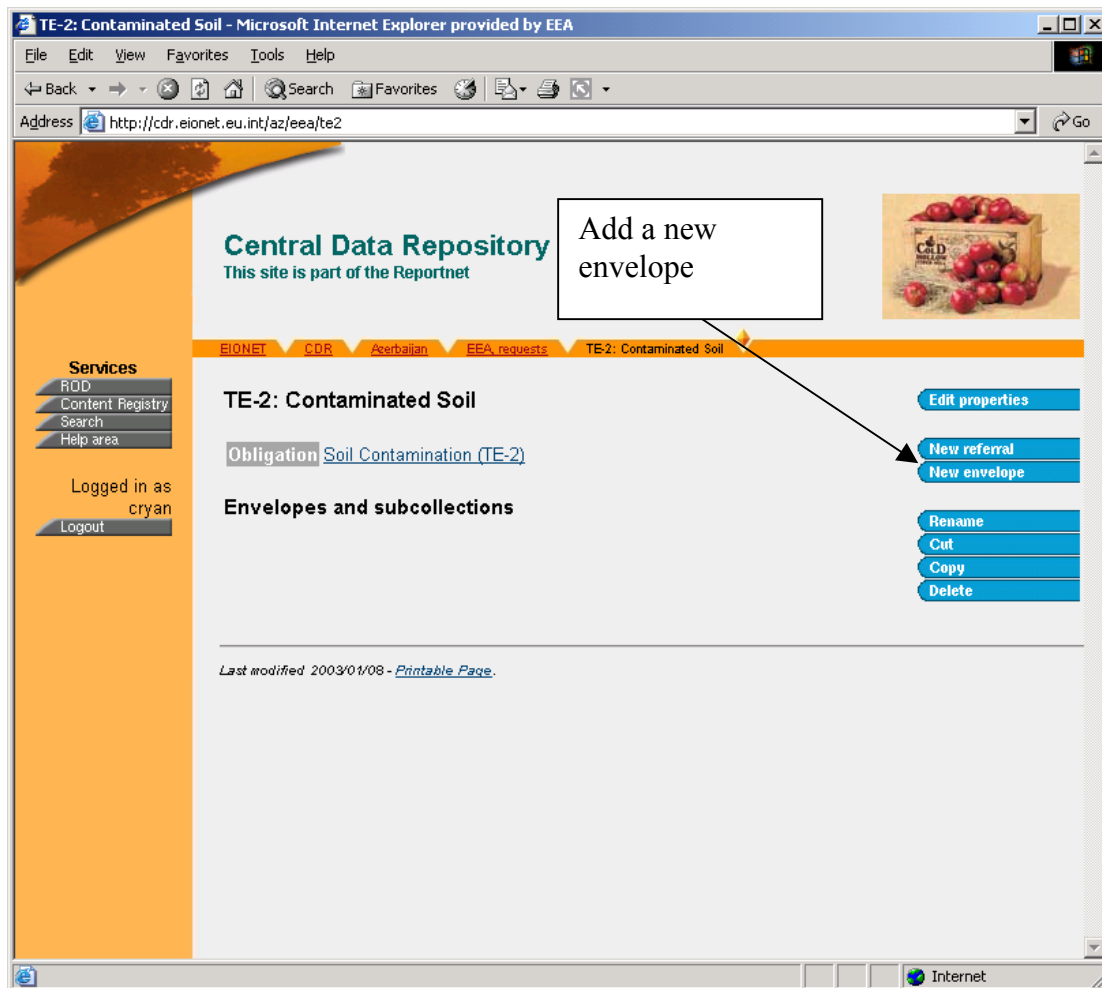 TE-2: Contaminated Soil - Microsoft Internet Explorer provided by EEA
File Edit View Favorites Tools Help
Back Search Favorites
Address http://cdr.eionet.eu.int/az/eea/te2 Go
Central Data Repository
This site is part of the Reportnet
Add a new
envelope
COLD
HOLLOW
EIONET CDR Azerbaijan EEA requests TE-2: Contaminated Soil
Services
ROD
Content Registry
Search
Help area
Logged in as
cryan
Logout
TE-2: Contaminated Soil
Obligation Soil Contamination (TE-2)
Envelopes and subcollections
Edit properties
New referral
New envelope
Rename
Cut
Copy
Delete
Last modified 2003/01/08 - Printable Page.
Internet